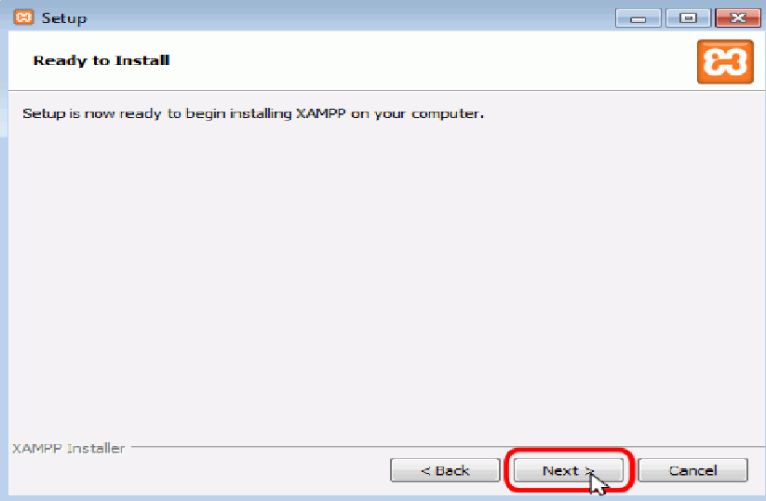 Setup
Ready to Install
Setup is now ready to begin installing XAMPP on your computer.
XAMPP Installer
< Back Next > Cancel